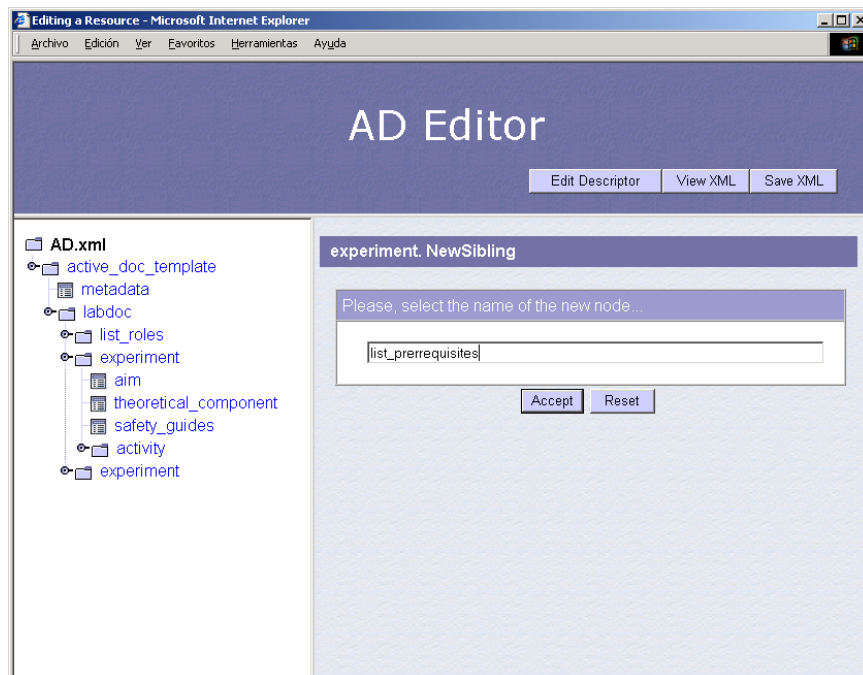 Editing a Resource - Microsoft Internet Explorer
Archivo Edición Ver Favoritos Herramientas Ayuda
AD Editor
Edit Descriptor View XML Save XML
AD.xml
active_doc_template
metadata
labdoc
list_roles
experiment
aim
theoretical_component
safety_guides
activity
experiment
experiment. NewSibling
Please, select the name of the new node...
list_prerrequisites
Accept Reset